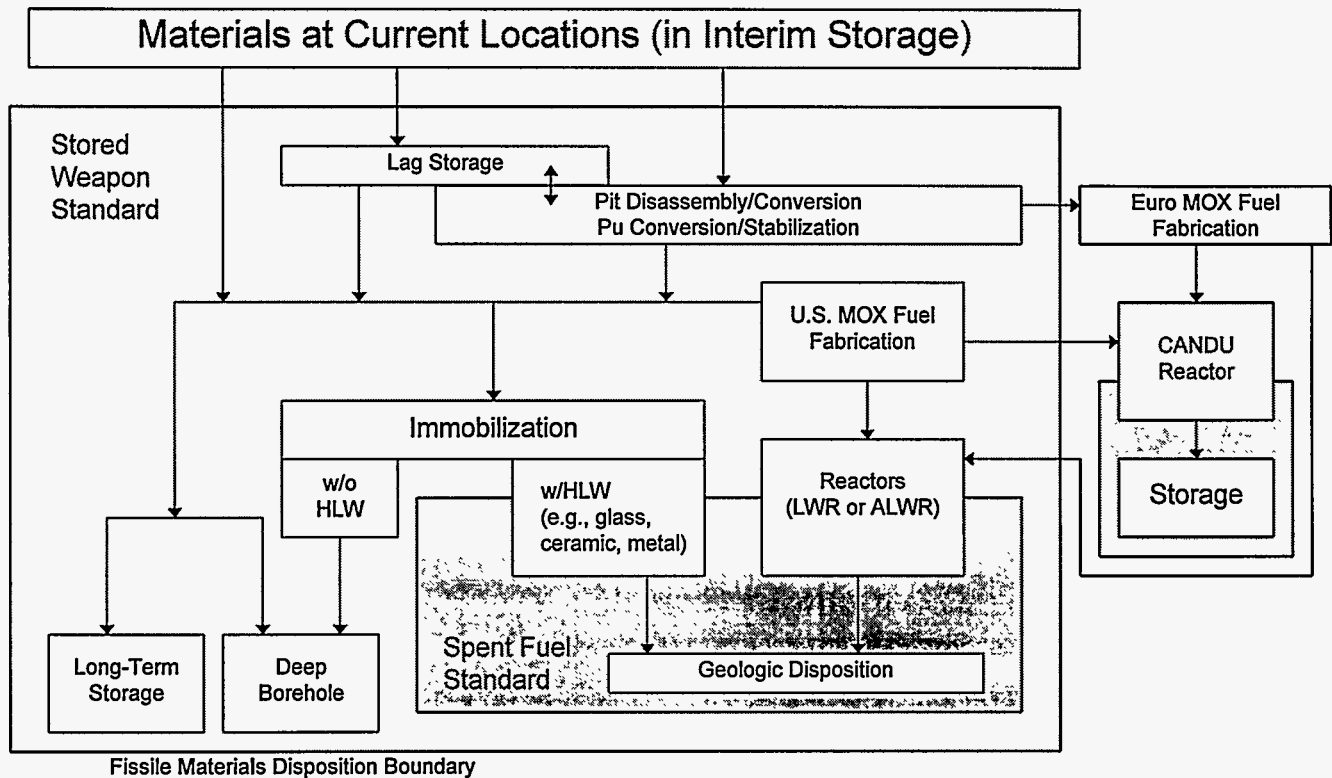 Materials at Current Locations (in Interim Storage)
Stored
Weapon
Standard
Lag Storage
Pit Disassembly/Conversion
Pu Conversion/Stabilization
Euro MOX Fuel
Fabrication
U.S. MOX Fuel
Fabrication
CANDU
Reactor
Immobilization
w/o
HLW
w/HLW
(e.g., glass,
ceramic, metal)
Reactors
(LWR or ALWR)
Storage
Long-Term
Storage
Deep
Borehole
Spent Fuel
Standard
Geologic Disposition
Fissile Materials Disposition Boundary